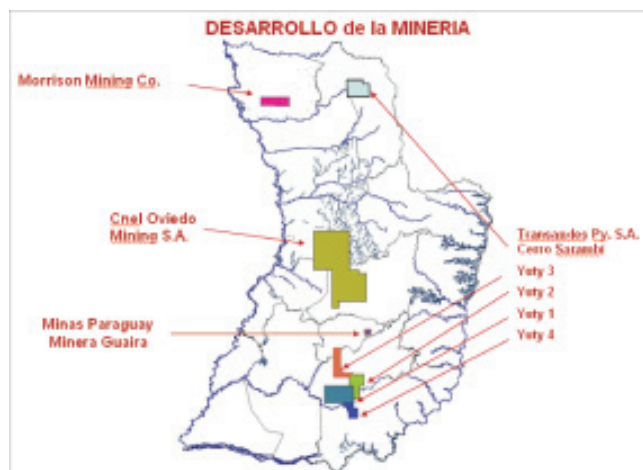 DESARROLLO de la MINERIA
Morrison Mining Co.
Cnel Oviedo
Mining S.A.
Transandes Py. S.A.
Cerro Sarambi
Yuty 3
Yuty 2
Minas Paraguay
Minera Guaira
Yuty 1
Yuty 4